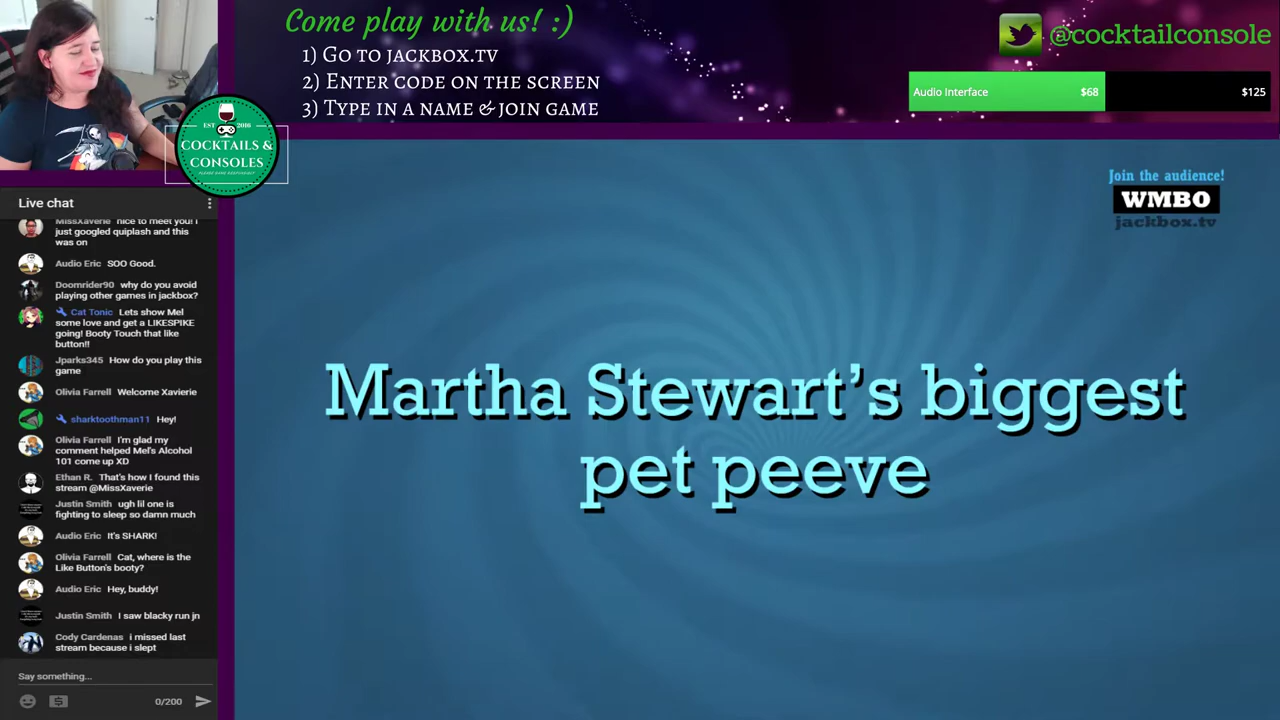 Come play with us! :)
1) Go to jackbox.tv
2) Enter code on the screen
3) Type in a name & join game
@cocktailconsole
Audio Interface $68 $125
EST 2016
COCKTAILS &
CONSOLES
PLEASE GAME RESPONSIBLY
Join the audience!
WMBO
jackbox.tv
Martha Stewart's biggest
pet peeve
Live chat
MissXaverie nice to meet you! i
just googled quiplash and this
was on
Audio Eric SOO Good.
Doomrider90 why do you avoid
playing other games in jackbox?
Cat Tonic Lets show Mel
some love and get a LIKESPIKE
going! Booty Touch that like
button!!
Jparks345 How do you play this
game
Olivia Farrell Welcome Xavierie
sharktoothman11 Hey!
Olivia Farrell I'm glad my
comment helped Mel's Alcohol
101 come up XD
Ethan R. That's how I found this
stream @MissXaverie
Justin Smith ugh lil one is
fighting to sleep so damn much
Audio Eric It's SHARK!
Olivia Farrell Cat, where is the
Like Button's booty?
Audio Eric Hey, buddy!
Justin Smith I saw blacky run jn
Cody Cardenas i missed last
stream because i slept
Say something...
0/200